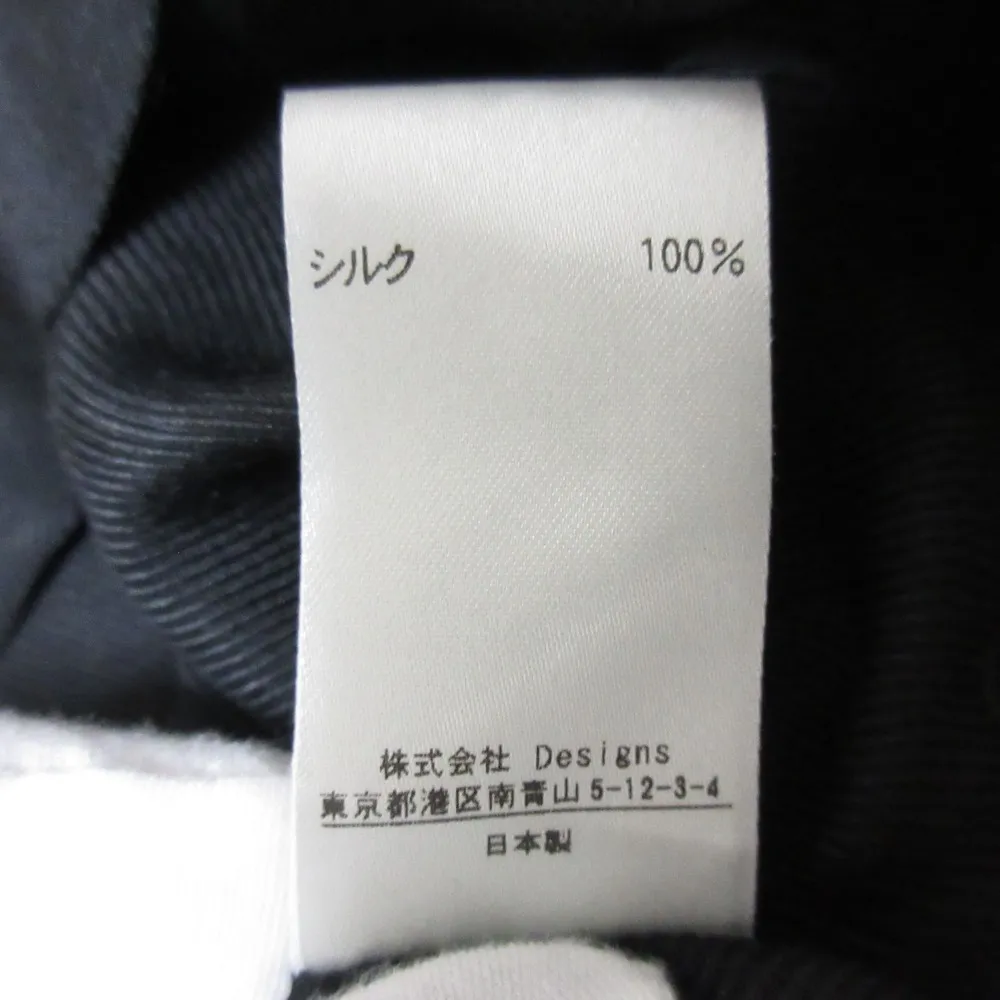 シルク 100%
株式会社 Designs
東京都港区南青山5-12-3-4
日本製